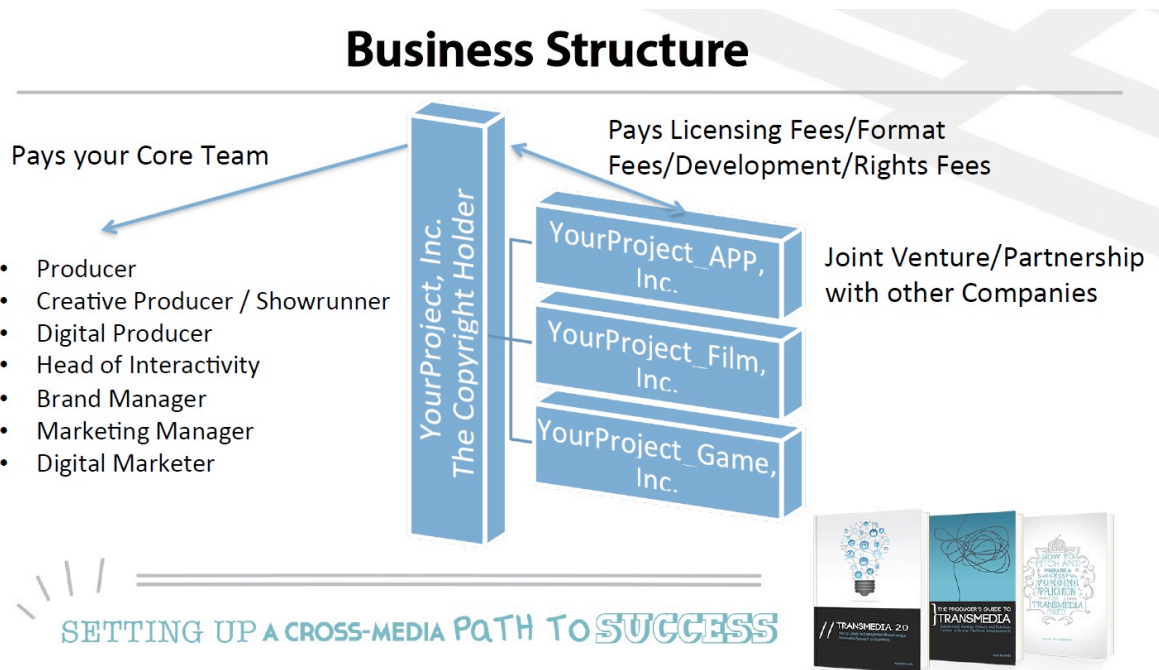 Business Structure
Pays your Core Team
Pays Licensing Fees/Format
Fees/Development/Rights Fees
• Producer
• Creative Producer / Showrunner
• Digital Producer
• Head of Interactivity
• Brand Manager
• Marketing Manager
• Digital Marketer
YourProject, Inc.
The Copyright Holder
YourProject_APP,
Inc.
YourProject_Film,
Inc.
YourProject_Game,
Inc.
Joint Venture/Partnership
with other Companies
SETTING UP A CROSS-MEDIA PATH TO SUCCESS
// TRANSMEDIA 2.0
THE PRODUCER'S GUIDE TO
TRANSMEDIA
HOW TO
PITCH AND
PREPARE A
SUCCESSFUL
FUNDING
APPLICATION
TRANSMEDIA